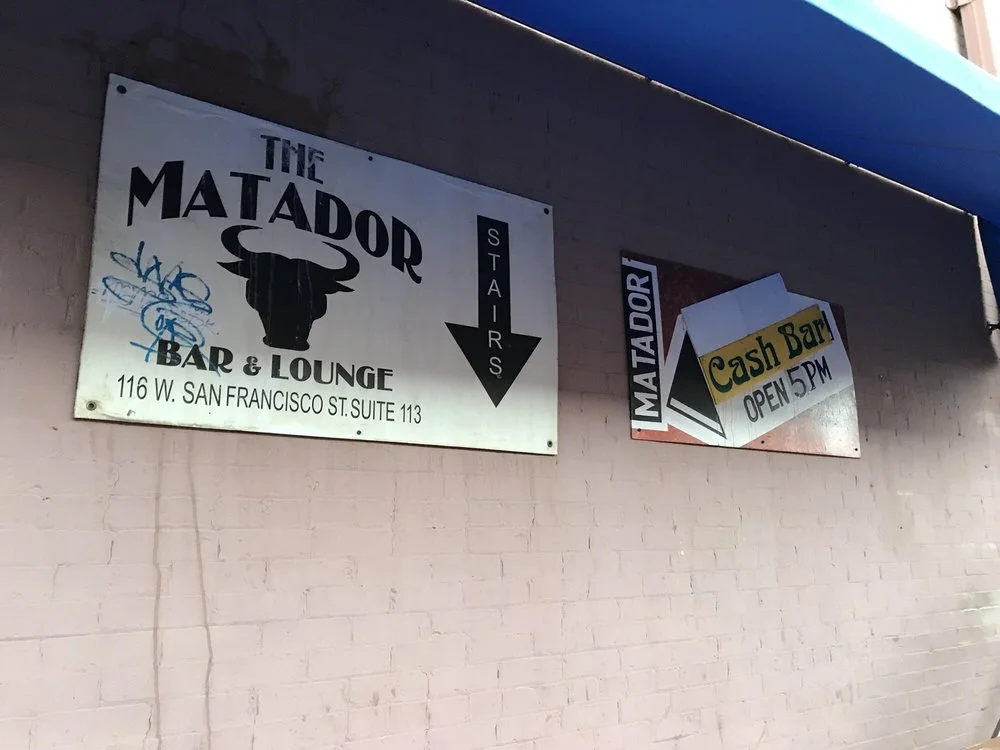 THE
MATADOR
BAR & LOUNGE
116 W. SAN FRANCISCO ST. SUITE 113
STAIRS
MATADOR
Cash Bar!
OPEN 5PM